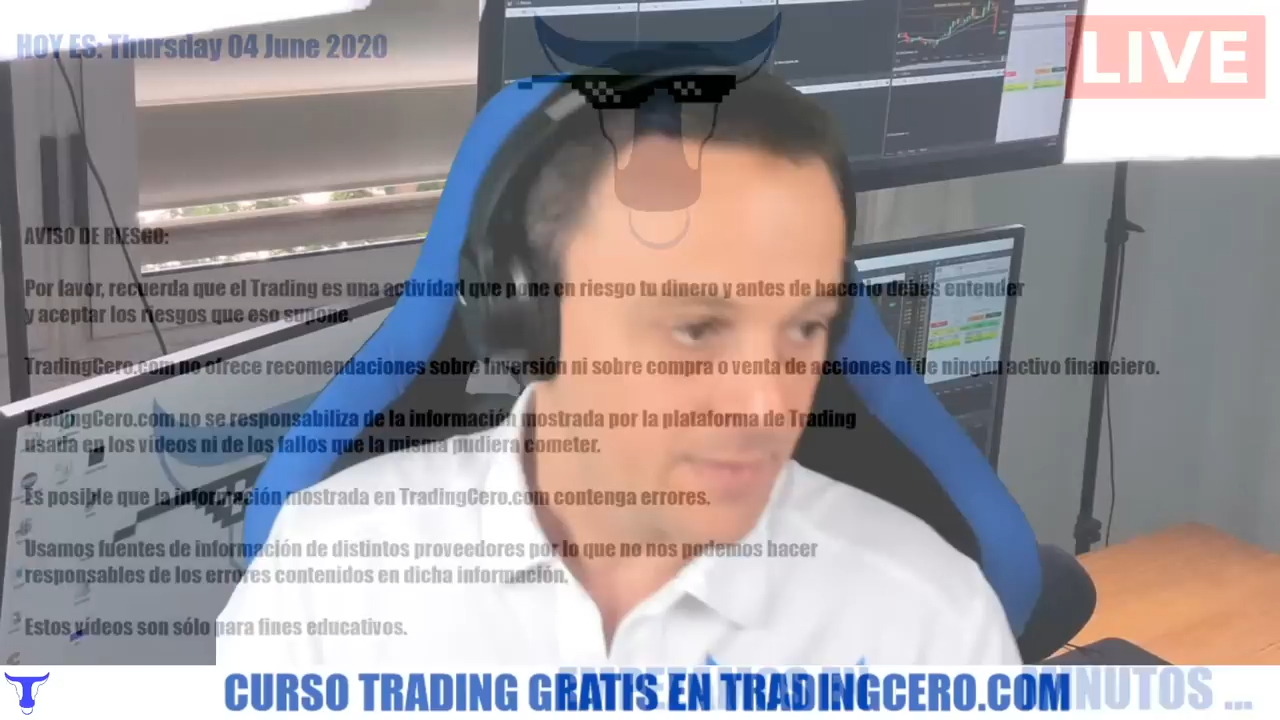 HOY ES: Thursday 04 June 2020
LIVE
AVISO DE RIESGO:
Por favor, recuerda que el Trading es una actividad que pone en riesgo tu dinero y antes de hacerlo debes entender
y aceptar los riesgos que eso supone.
TradingCero.com no ofrece recomendaciones sobre inversión ni sobre compra o venta de acciones ni de ningún activo financiero.
TradingCero.com no se responsabiliza de la información mostrada por la plataforma de Trading
usada en los vídeos ni de los fallos que la misma pudiera cometer.
Es posible que la información mostrada en TradingCero.com contenga errores.
Usamos fuentes de información de distintos proveedores por lo que no nos podemos hacer
responsables de los errores contenidos en dicha información.
Estos vídeos son sólo para fines educativos.
CURSO TRADING GRATIS EN TRADINGCERO.COM
EMPEZAMOS EN MINUTOS ...